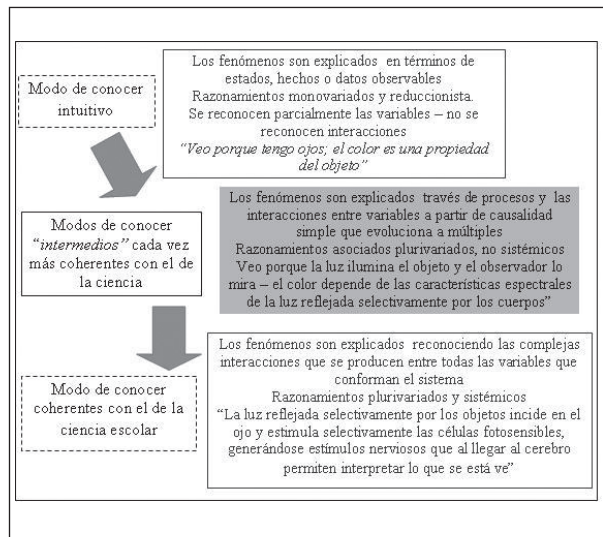 Modo de conocer
intuitivo
Los fenómenos son explicados en términos de
estados, hechos o datos observables
Razonamientos monovariados y reduccionista.
Se reconocen parcialmente las variables – no se
reconocen interacciones
“Veo porque tengo ojos; el color es una propiedad
del objeto”
Modos de conocer
“intermedios” cada vez
más coherentes con el de
la ciencia
Los fenómenos son explicados través de procesos y las
interacciones entre variables a partir de causalidad
simple que evoluciona a múltiples
Razonamientos asociados plurivariados, no sistémicos
Veo porque la luz ilumina el objeto y el observador lo
mira – el color depende de las características espectrales
de la luz reflejada selectivamente por los cuerpos”
Modo de conocer
coherentes con el de la
ciencia escolar
Los fenómenos son explicados reconociendo las complejas
interacciones que se producen entre todas las variables que
conforman el sistema
Razonamientos plurivariados y sistémicos
“La luz reflejada selectivamente por los objetos incide en el
ojo y estimula selectivamente las células fotosensibles,
generándose estímulos nerviosos que al llegar al cerebro
permiten interpretar lo que se está ve”